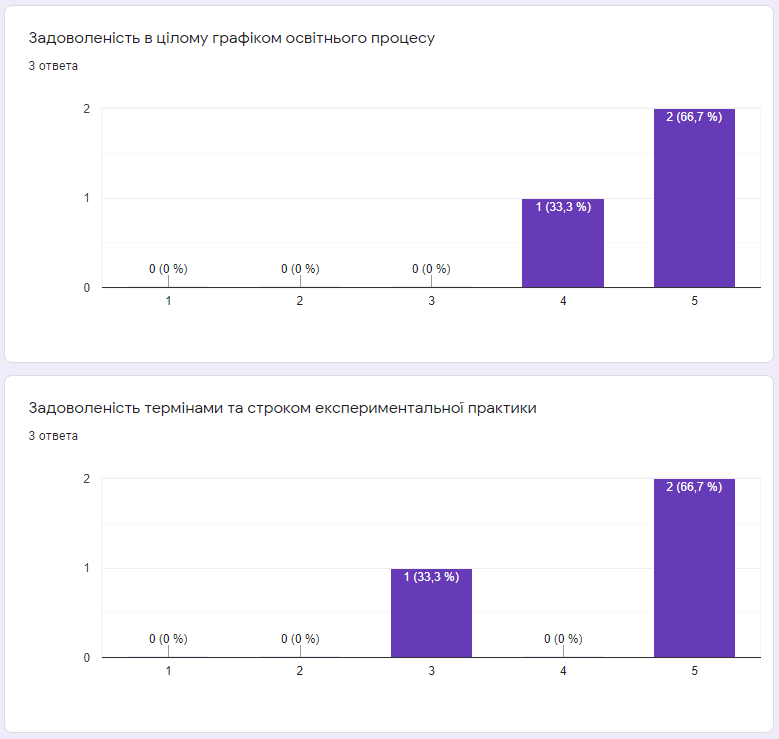 Задоволеність в цілому графіком освітнього процесу
3 ответа
2
1
0
0 (0 %)
0 (0 %)
0 (0 %)
1 (33,3 %)
2 (66,7 %)
1
2
3
4
5
Задоволеність термінами та строком експериментальної практики
3 ответа
2
1
0
0 (0 %)
0 (0 %)
1 (33,3 %)
0 (0 %)
2 (66,7 %)
1
2
3
4
5